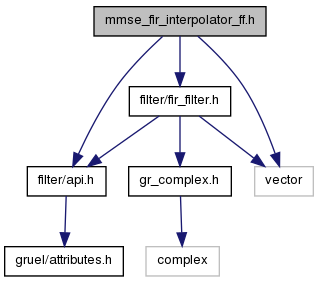 mmse_fir_interpolator_ff.h
filter/fir_filter.h
filter/api.h
gr_complex.h
vector
gruel/attributes.h
complex